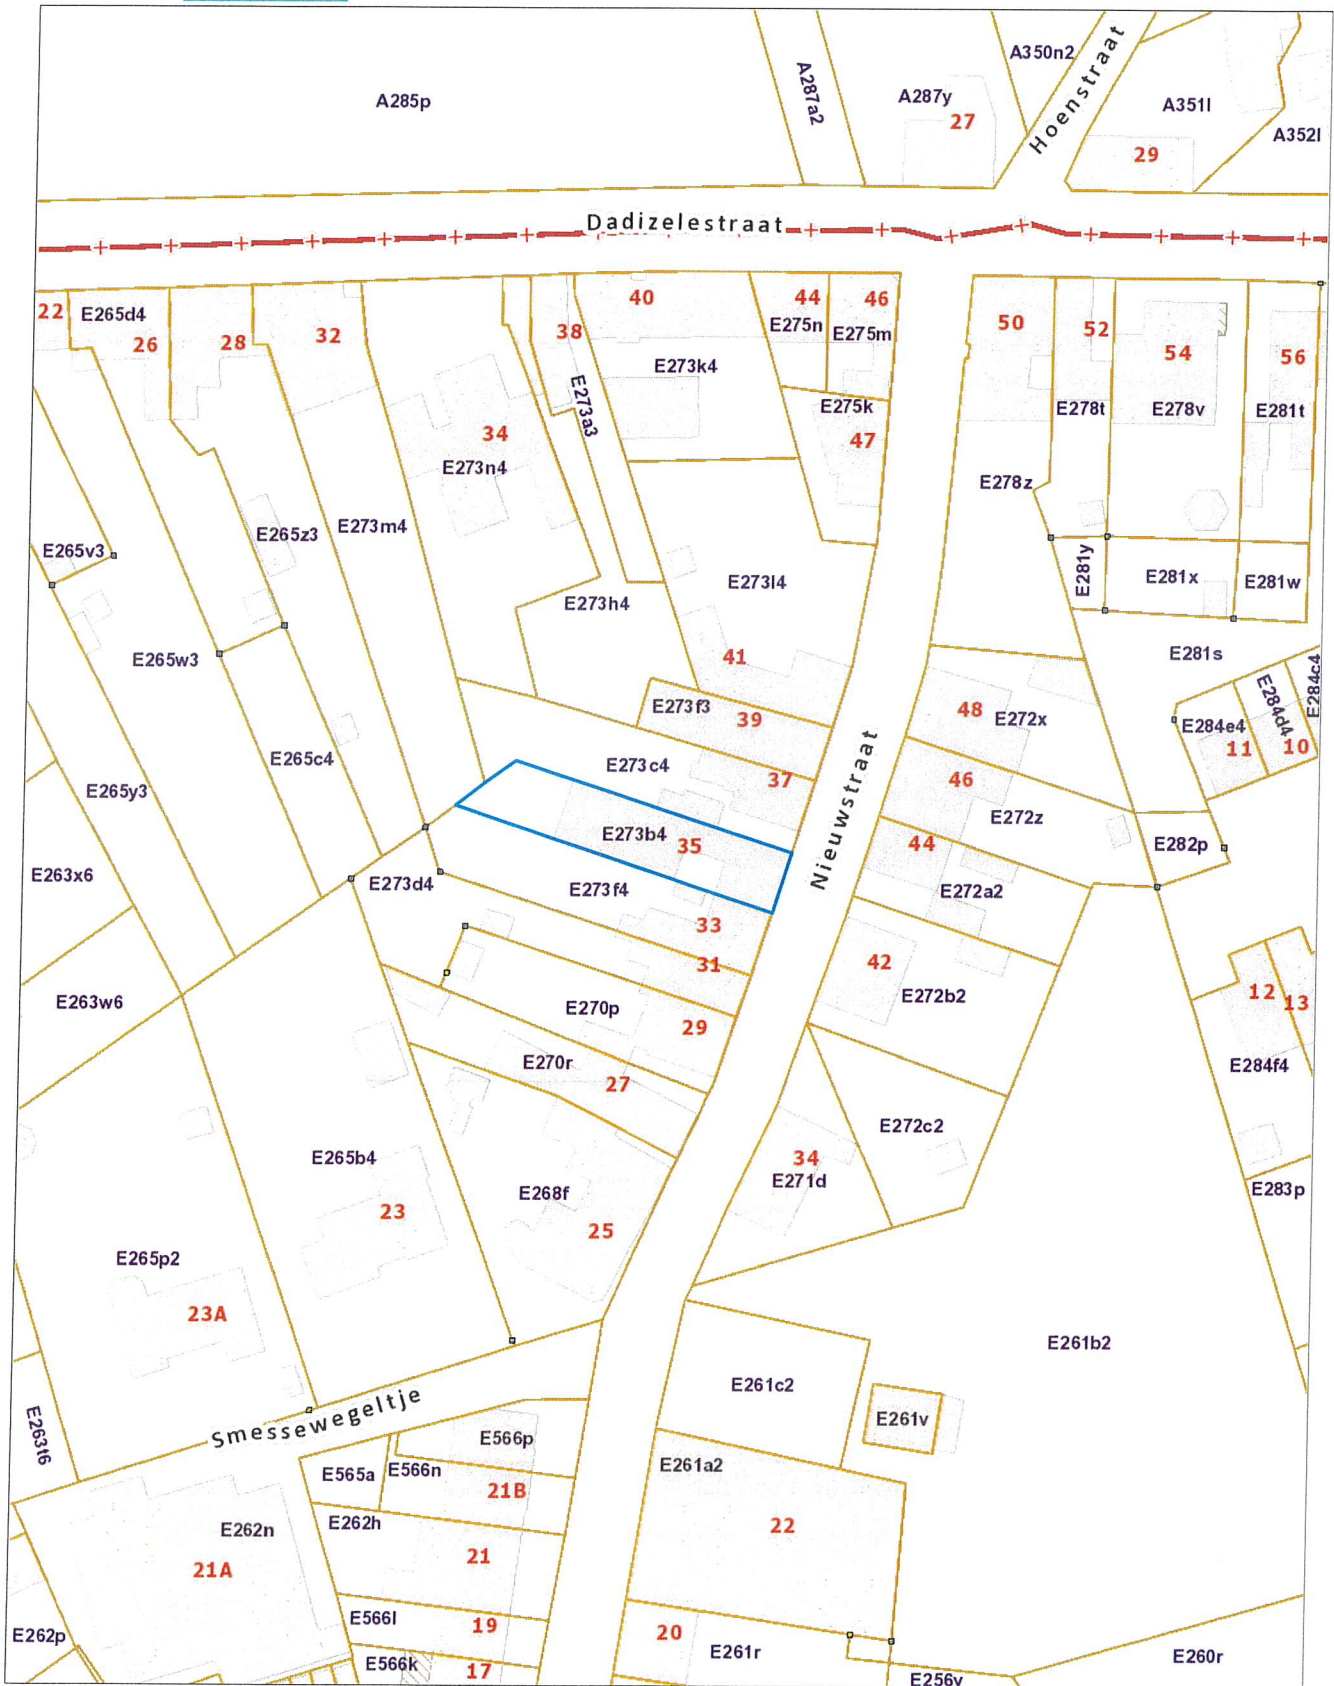 A285p
A287a2
A287y
27
A350n2
Hoenstraat
A351l
29
A352l
Dadizelestraat
22
E265d4
26
28
32
38
40
44
46
E275n
E275m
50
52
54
56
E273k4
E273a3
E275k
47
E278t
E278v
E281t
34
E273n4
E278z
E265v3
E265z3
E273m4
E273h4
E273l4
E281y
E281x
E281w
E265w3
41
E281s
E284c4
E273f3
39
48
E272x
E284e4
E284d4
11
10
E265c4
E265y3
E273c4
37
Nieuwstraat
46
E272z
E273b4
35
44
E282p
E263x6
E273d4
E273f4
E272a2
33
31
42
E272b2
12
13
E263w6
E270p
29
E270r
27
E284f4
E272c2
E265b4
34
E271d
E268f
E283p
23
25
E265p2
23A
E261b2
E261c2
Smessewegeltje
E263t6
E261v
E566p
E565a
E566n
21B
E261a2
E262n
E262h
22
21A
21
E566l
19
20
E262p
E261r
E260r
E566k
17
E256v